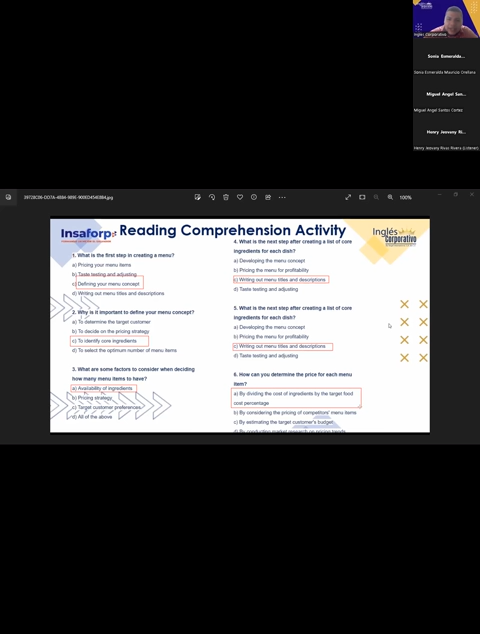 Inglés Corporativo
Sonia Esmeralda...
Sonia Esmeralda Mauricio Orellana
Miguel Angel San...
Miguel Angel Santos Cortez
Henry Jeovany Ri...
100%
Insaforp
Reading Comprehension Activity
Inglés
corporativo
1. What is the first step in creating a menu?
a) Pricing your menu items
b) Taste testing and adjusting
c) Defining your menu concept
d) Writing out menu titles and descriptions
2. Why is it important to define your menu concept?
a) To determine the target customer
b) To decide on the pricing strategy
c) To identify core ingredients
d) To select the optimum number of menu items
3. What are some factors to consider when deciding
how many menu items to have?
a) Availability of ingredients
b) Pricing strategy
c) Target customer preferences
d) All of the above
4. What is the next step after creating a list of core
ingredients for each dish?
a) Developing the menu concept
b) Pricing the menu for profitability
c) Writing out menu titles and descriptions
d) Taste testing and adjusting
5. What is the next step after creating a list of core
ingredients for each dish?
a) Developing the menu concept
b) Pricing the menu for profitability
c) Writing out menu titles and descriptions
d) Taste testing and adjusting
6. How can you determine the price for each menu
item?
a) By dividing the cost of ingredients by the target food
cost percentage
b) By considering the pricing of competitors' menu items
c) By estimating the target customer's budget
d) By conducting market research on pricing trends